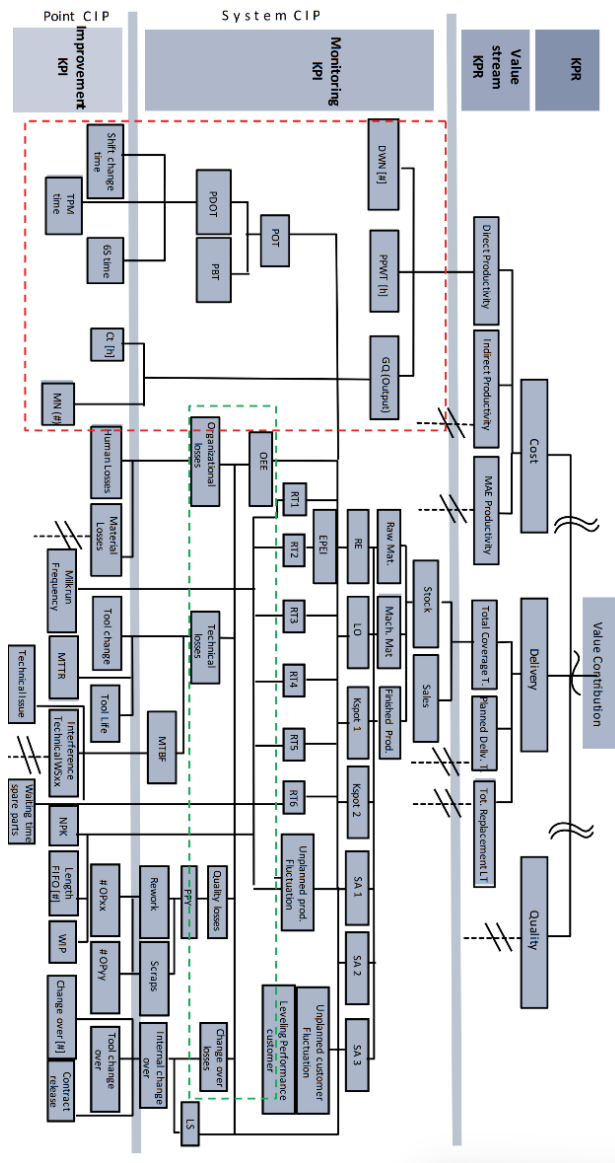 Point CIP
System CIP
Improvement
KPI
Monitoring
KPI
Value
stream
KPR
KPR
Value Contribution
Cost
Delivery
Quality
Direct Productivity
Indirect Productivity
MAE Productivity
Total Coverage T.
Planned Deliv. T
Tot. Replacement LT
Stock
Sales
DWN [#]
PPWT [h]
GQ (Output)
Raw Mat.
Mach. Mat
Finished Prod.
RE
LO
Kspot 1
Kspot 2
SA 1
SA 2
SA 3
EPEI
Unplanned customer
Fluctuation
Leveling Performance
customer
RT1
RT2
RT3
RT4
RT5
RT6
Unplanned prod.
Fluctuation
POT
OEE
PDOT
PBT
Organizational
losses
Technical
losses
Quality losses
Change over
losses
FPY
LS
MTBF
Rework
Scraps
Internal change over
Shift change
time
6S time
Ct [h]
Human Losses
Material
Losses
Tool change
Tool Life
# OPxx
# OPyy
Tool change
over
TPM
time
MN (#)
Milkrun
Frequency
MTTR
Interference
TechnicalWSxx
NPK
Length
FIFO [#]
WIP
Change over [#]
Contract
release
Technical Issue
Waiting time
spare parts